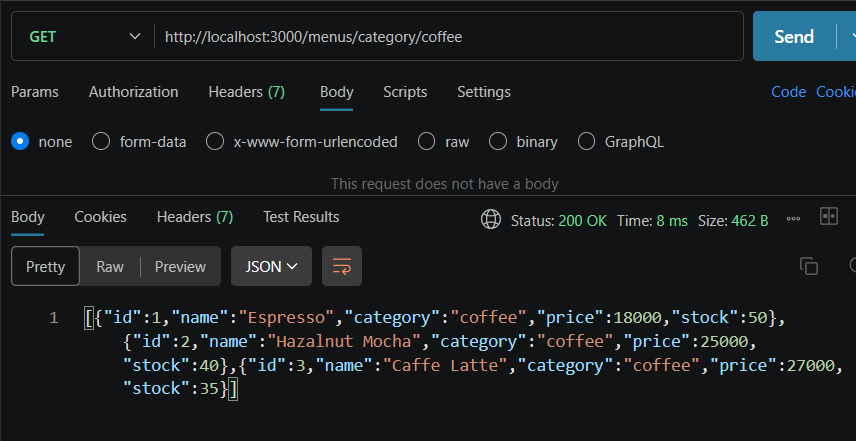 GET http://localhost:3000/menus/category/coffee Send
Params Authorization Headers (7) Body Scripts Settings Code Cookie
none form-data x-www-form-urlencoded raw binary GraphQL
This request does not have a body
Body Cookies Headers (7) Test Results Status: 200 OK Time: 8 ms Size: 462 B
Pretty Raw Preview JSON
1 [{"id":1,"name":"Espresso","category":"coffee","price":18000,"stock":50},
{"id":2,"name":"Hazalnut Mocha","category":"coffee","price":25000,
"stock":40},{"id":3,"name":"Caffe Latte","category":"coffee","price":27000,
"stock":35}]